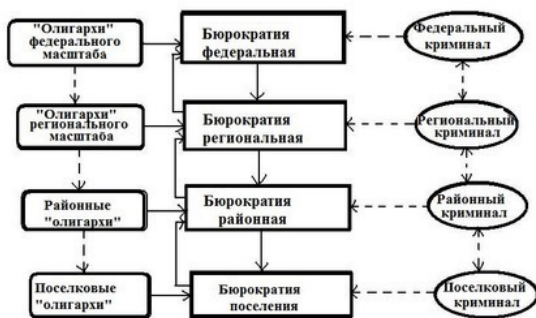 "Олигархи"
федерального
масштаба
Бюрократия
федеральная
Федеральный
криминал
"Олигархи"
регионального
масштаба
Бюрократия
региональная
Региональный
криминал
Районные
"олигархи"
Бюрократия
районная
Районный
криминал
Поселковые
"олигархи"
Бюрократия
поселения
Поселковый
криминал